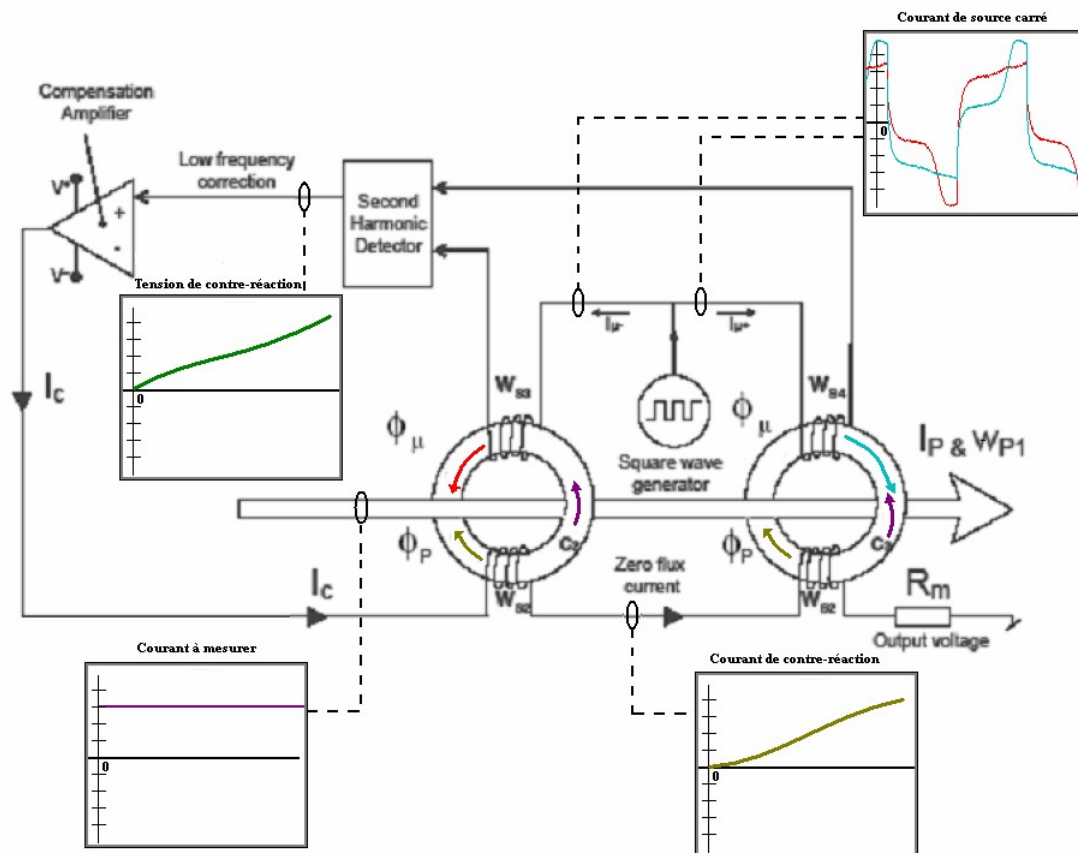 Courant de source carré
0
Compensation
Amplifier
Low frequency
correction
V+
+
-
V-
Second
Harmonic
Detector
Tension de contre-réaction
0
Iμ-
Iμ+
IC
WS3
WS4
ϕμ
ϕμ
Square wave
generator
IP & WP1
ϕP
C2
ϕP
C3
IC
WS2
Zero flux
current
WS2
Rm
Output voltage
Courant à mesurer
0
Courant de contre-réaction
0